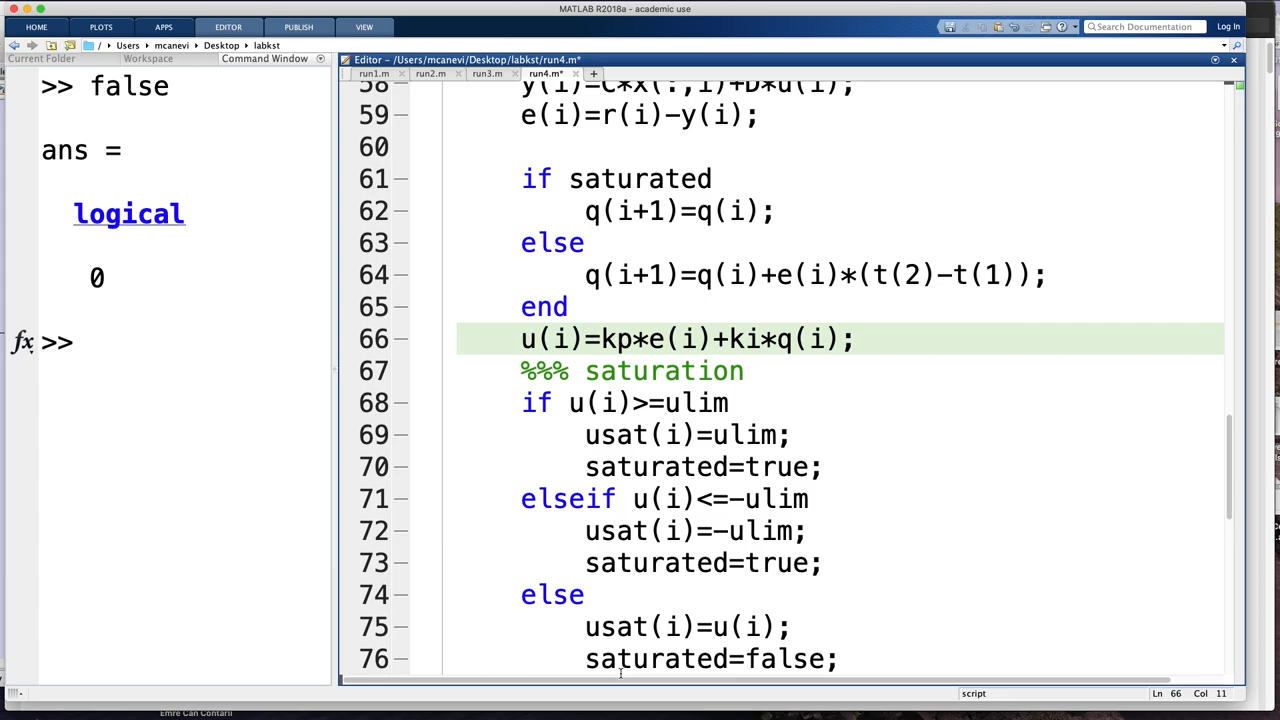 MATLAB R2018a - academic use
HOME PLOTS APPS EDITOR PUBLISH VIEW Search Documentation Log In
/ Users mcanevi Desktop labkst
Current Folder Workspace Command Window
Editor - /Users/mcanevi/Desktop/labkst/run4.m*
run1.m run2.m run3.m run4.m*
>> false
ans =
logical
0
fx >>
58 y(i)=C*x(:,i)+D*u(i);
59 e(i)=r(i)-y(i);
60
61 if saturated
62 q(i+1)=q(i);
63 else
64 q(i+1)=q(i)+e(i)*(t(2)-t(1));
65 end
66 u(i)=kp*e(i)+ki*q(i);
67 %%% saturation
68 if u(i)>=ulim
69 usat(i)=ulim;
70 saturated=true;
71 elseif u(i)<=-ulim
72 usat(i)=-ulim;
73 saturated=true;
74 else
75 usat(i)=u(i);
76 saturated=false;
script Ln 66 Col 11
Emre Can Contarli